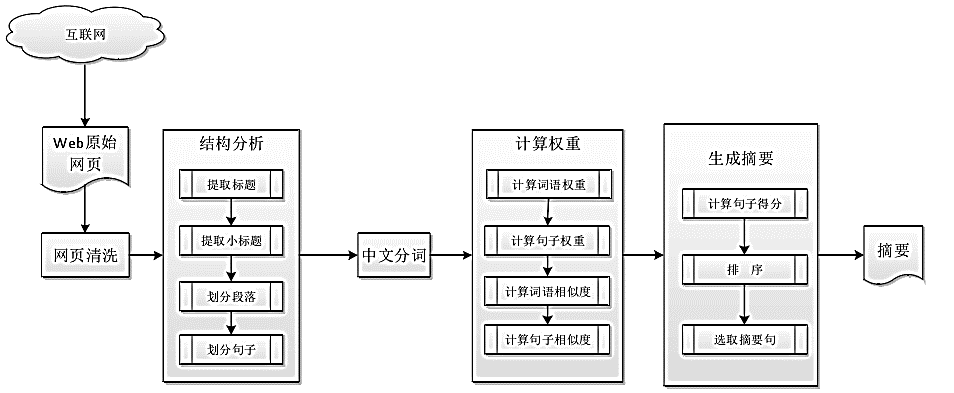 互联网
Web原始
网页
网页清洗
结构分析
提取标题
提取小标题
划分段落
划分句子
中文分词
计算权重
计算词语权重
计算句子权重
计算词语相似度
计算句子相似度
生成摘要
计算句子得分
排 序
选取摘要句
摘要